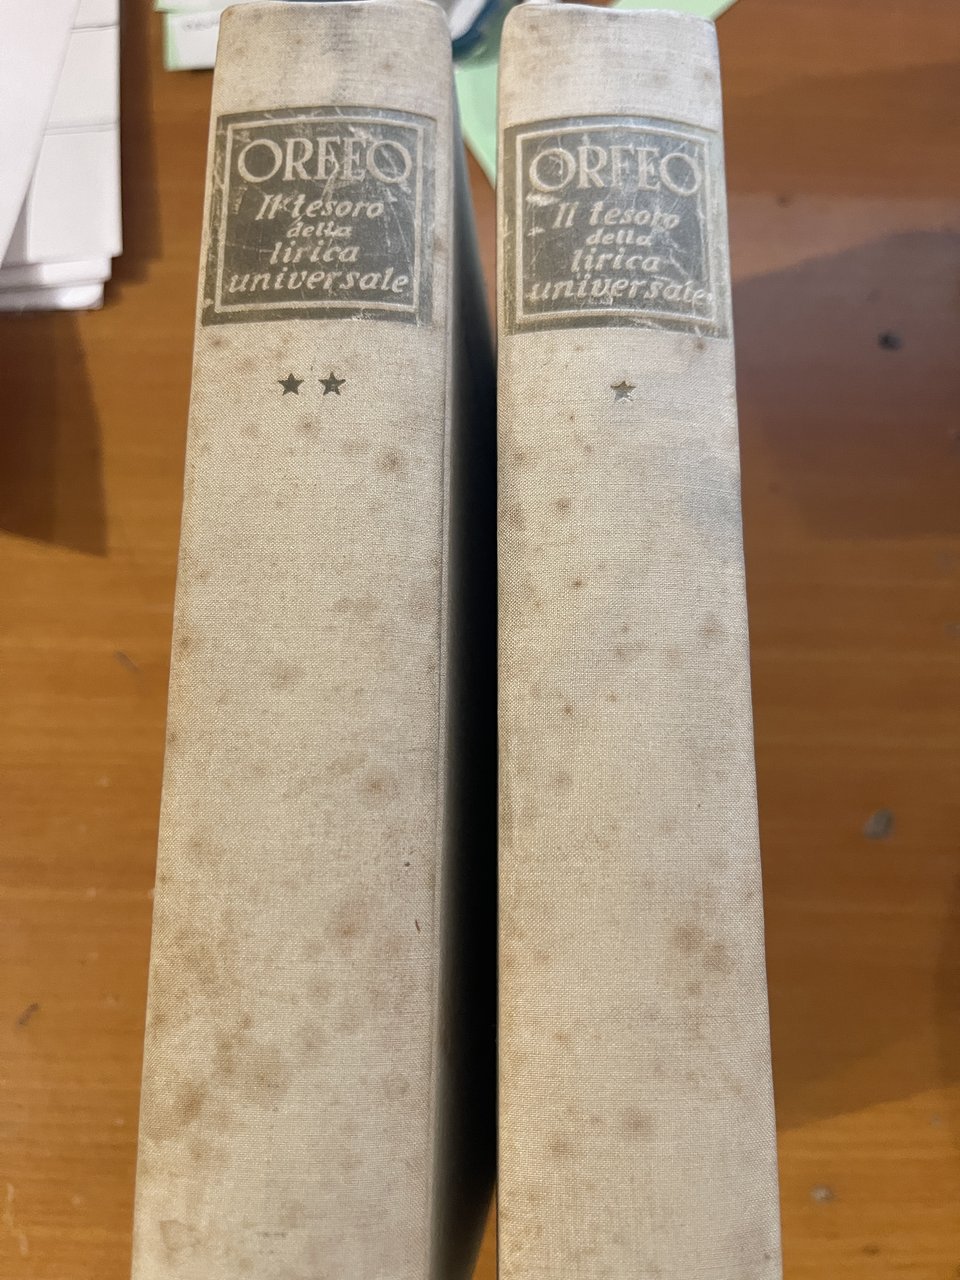 ORFEO
Il tesoro
della
lirica
universale
★ ★
ORFEO
Il tesoro
della
lirica
universale
★